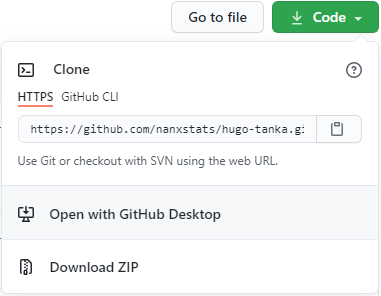 Go to file
Code
Clone
HTTPS GitHub CLI
https://github.com/nanxstats/hugo-tanka.gi
Use Git or checkout with SVN using the web URL.
Open with GitHub Desktop
Download ZIP